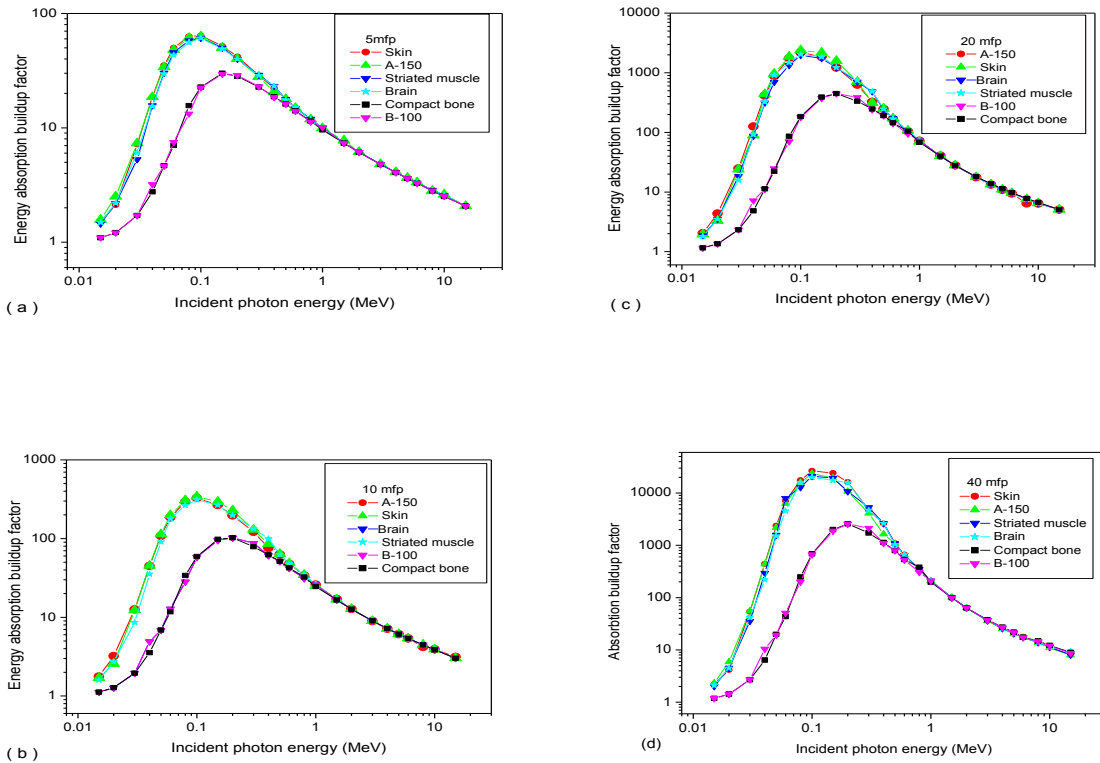 100
10
1
Energy absorption buildup factor
5mfp
Skin
A-150
Striated muscle
Brain
Compact bone
B-100
0.01
0.1
1
10
Incident photon energy (MeV)
( a )
10000
1000
100
10
1
Energy absorption buildup factor
20 mfp
A-150
Skin
Brain
Striated muscle
B-100
Compact bone
0.01
0.1
1
10
Incident photon energy (MeV)
( c )
1000
100
10
1
Energy absorption buildup factor
10 mfp
A-150
Skin
Brain
Striated muscle
B-100
Compact bone
0.01
0.1
1
10
Incident photon energy (MeV)
( b )
10000
1000
100
10
1
Absorption buildup factor
40 mfp
Skin
A-150
Striated muscle
Brain
Compact bone
B-100
0.01
0.1
1
10
Incident photon energy (MeV)
(d)